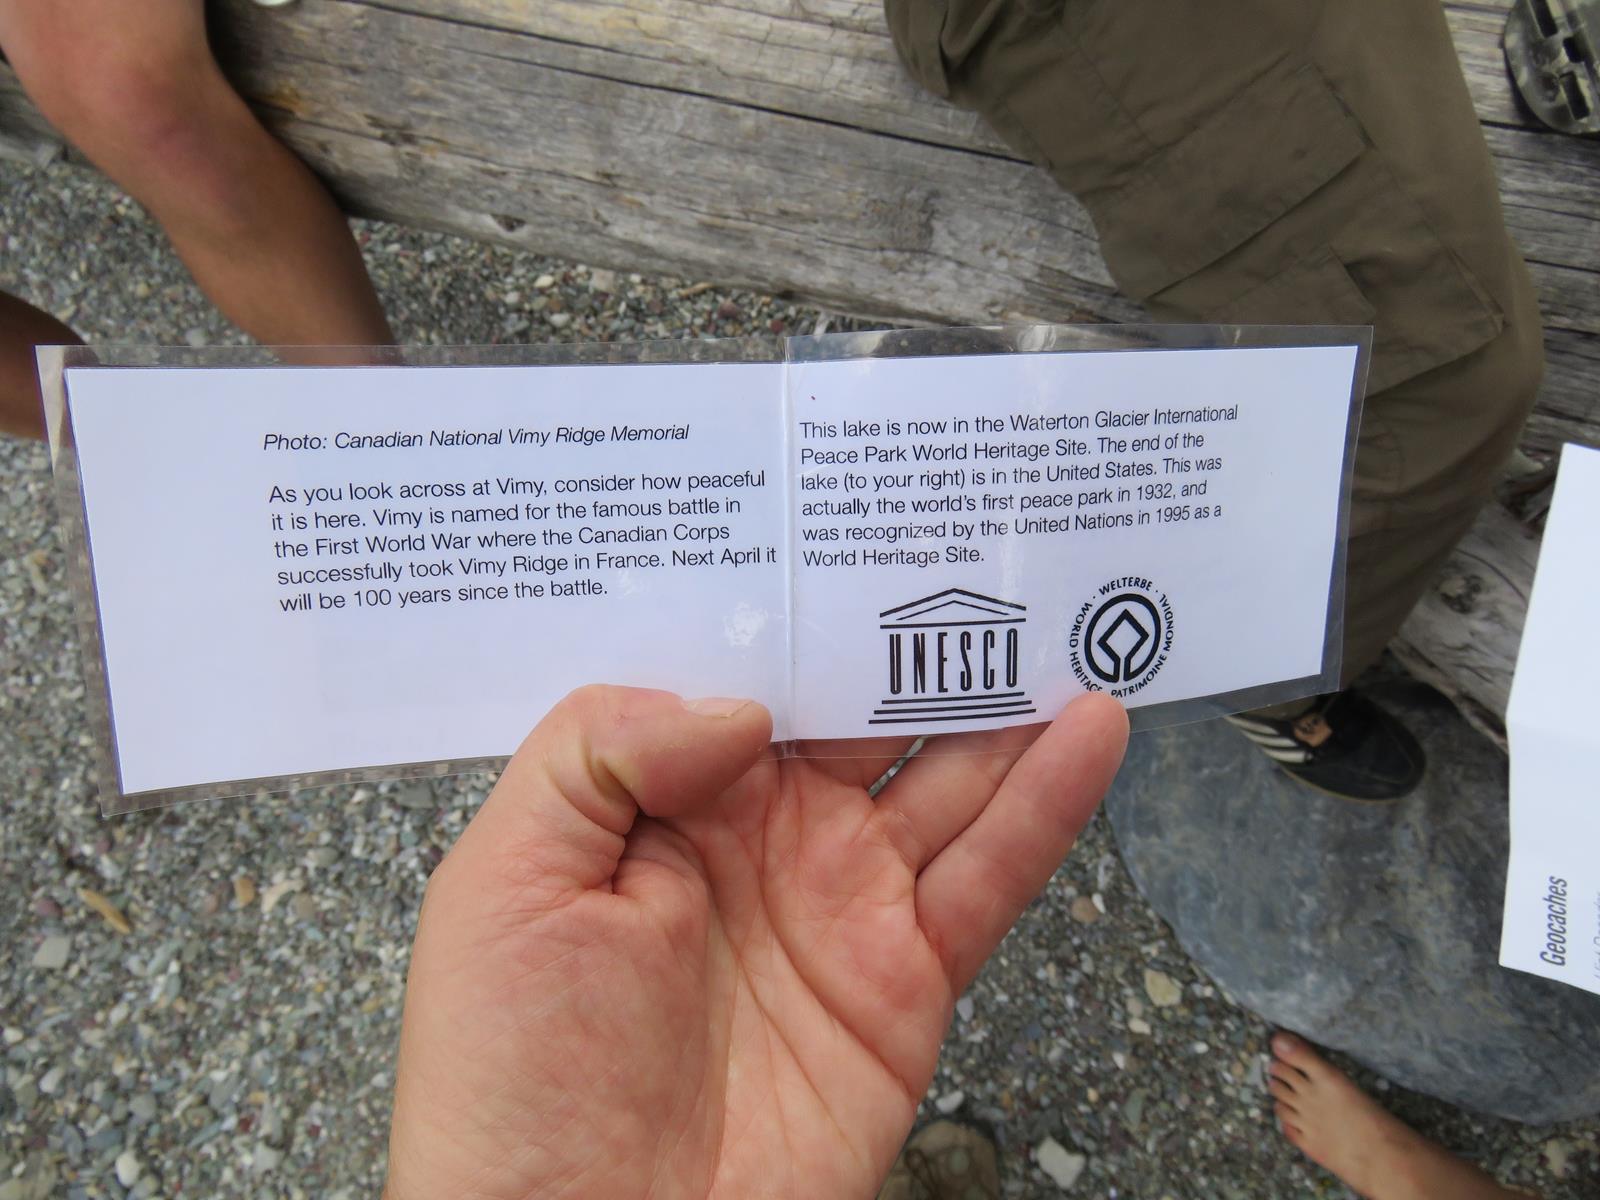 Photo: Canadian National Vimy Ridge Memorial
As you look across at Vimy, consider how peaceful
it is here. Vimy is named for the famous battle in
the First World War where the Canadian Corps
successfully took Vimy Ridge in France. Next April it
will be 100 years since the battle.
This lake is now in the Waterton Glacier International
Peace Park World Heritage Site. The end of the
lake (to your right) is in the United States. This was
actually the world's first peace park in 1932, and
was recognized by the United Nations in 1995 as a
World Heritage Site.
UNESCO
WORLD HERITAGE · WELTERBE · PATRIMOINE MONDIAL
Geocaches